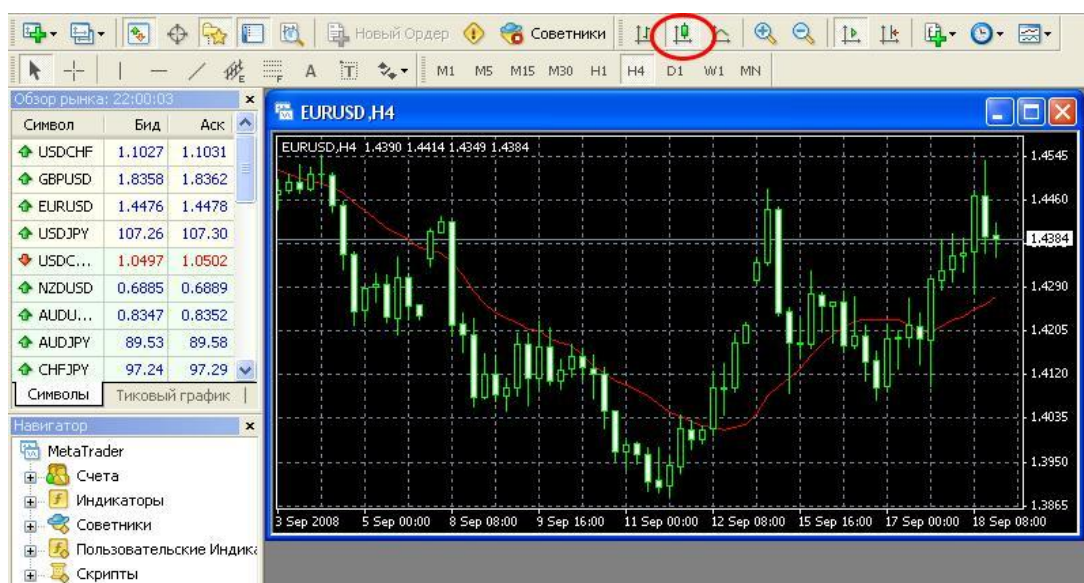 Новый Ордер Советники
E F A T M1 M5 M15 M30 H1 H4 D1 W1 MN
Обзор рынка: 22:00:03
Символ Бид Аск
USDCHF 1.1027 1.1031
GBPUSD 1.8358 1.8362
EURUSD 1.4476 1.4478
USDJPY 107.26 107.30
USDC... 1.0497 1.0502
NZDUSD 0.6885 0.6889
AUDU... 0.8347 0.8352
AUDJPY 89.53 89.58
CHFJPY 97.24 97.29
Символы Тиковый график
Навигатор
MetaTrader
Счета
Индикаторы
Советники
Пользовательские Индика
Скрипты
EURUSD,H4
EURUSD,H4 1.4390 1.4414 1.4349 1.4384
1.4545
1.4460
1.4384
1.4290
1.4205
1.4120
1.4035
1.3950
1.3865
3 Sep 2008 5 Sep 00:00 8 Sep 08:00 9 Sep 16:00 11 Sep 00:00 12 Sep 08:00 15 Sep 16:00 17 Sep 00:00 18 Sep 08:00